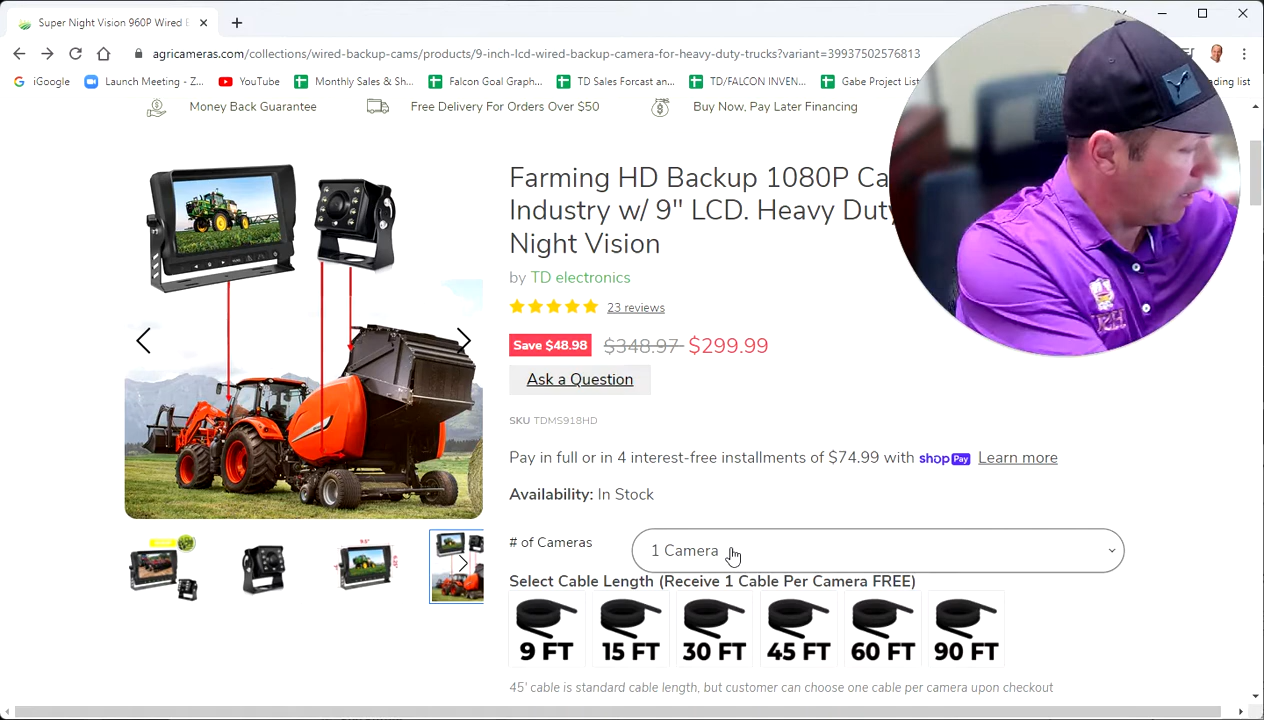 Super Night Vision 960P Wired B
agricameras.com/collections/wired-backup-cams/products/9-inch-lcd-wired-backup-camera-for-heavy-duty-trucks?variant=39937502576813
iGoogle
Launch Meeting - Z...
YouTube
Monthly Sales & Sh...
Falcon Goal Graph...
TD Sales Forcast an...
TD/FALCON INVEN...
Gabe Project List
ding list
Money Back Guarantee
Free Delivery For Orders Over $50
Buy Now, Pay Later Financing
Farming HD Backup 1080P Ca
Industry w/ 9" LCD. Heavy Dut
Night Vision
by TD electronics
23 reviews
Save $48.98 $348.97 $299.99
Ask a Question
SKU TDMS918HD
Pay in full or in 4 interest-free installments of $74.99 with shop Pay Learn more
Availability: In Stock
# of Cameras
1 Camera
Select Cable Length (Receive 1 Cable Per Camera FREE)
9 FT
15 FT
30 FT
45 FT
60 FT
90 FT
45' cable is standard cable length, but customer can choose one cable per camera upon checkout